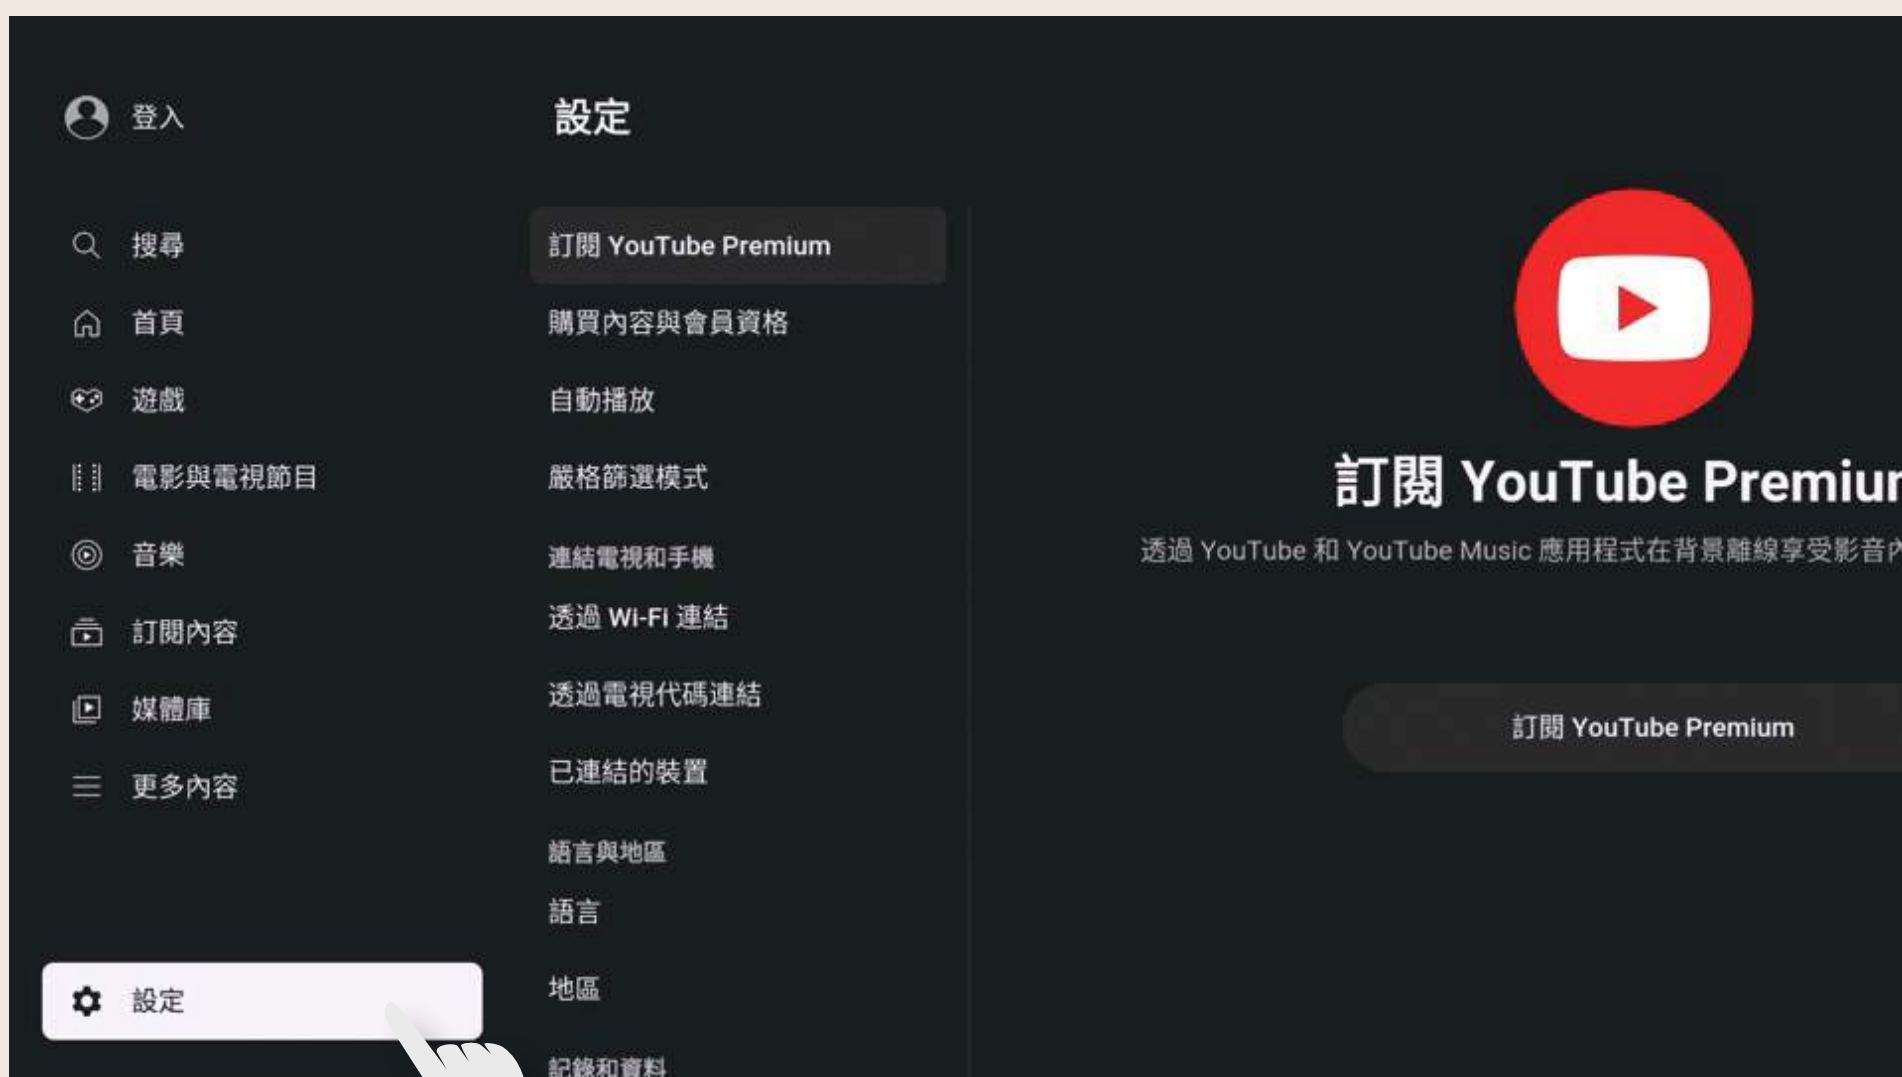 登入
搜尋
首頁
遊戲
電影與電視節目
音樂
訂閱內容
媒體庫
更多內容
設定
設定
訂閱 YouTube Premium
購買內容與會員資格
自動播放
嚴格篩選模式
連結電視和手機
透過 Wi-Fi 連結
透過電視代碼連結
已連結的裝置
語言與地區
語言
地區
記錄和資料
訂閱 YouTube Premiu
透過 YouTube 和 YouTube Music 應用程式在背景離線享受影音
訂閱 YouTube Premium